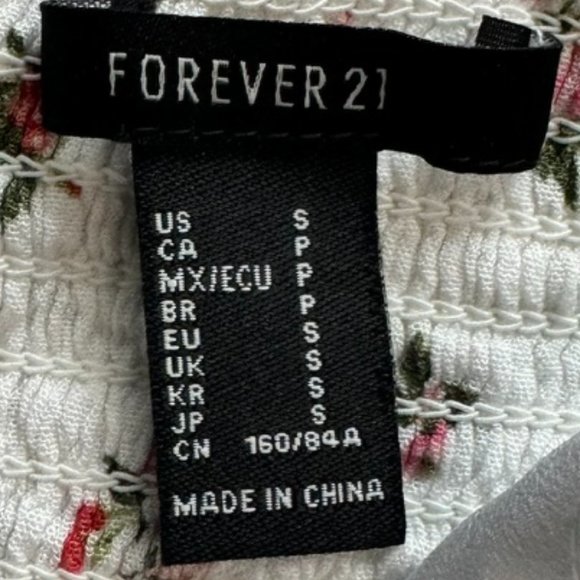 FOREVER 21
US S
CA P
MX/ECU P
BR P
EU S
UK S
KR S
JP S
CN 160/84A
MADE IN CHINA